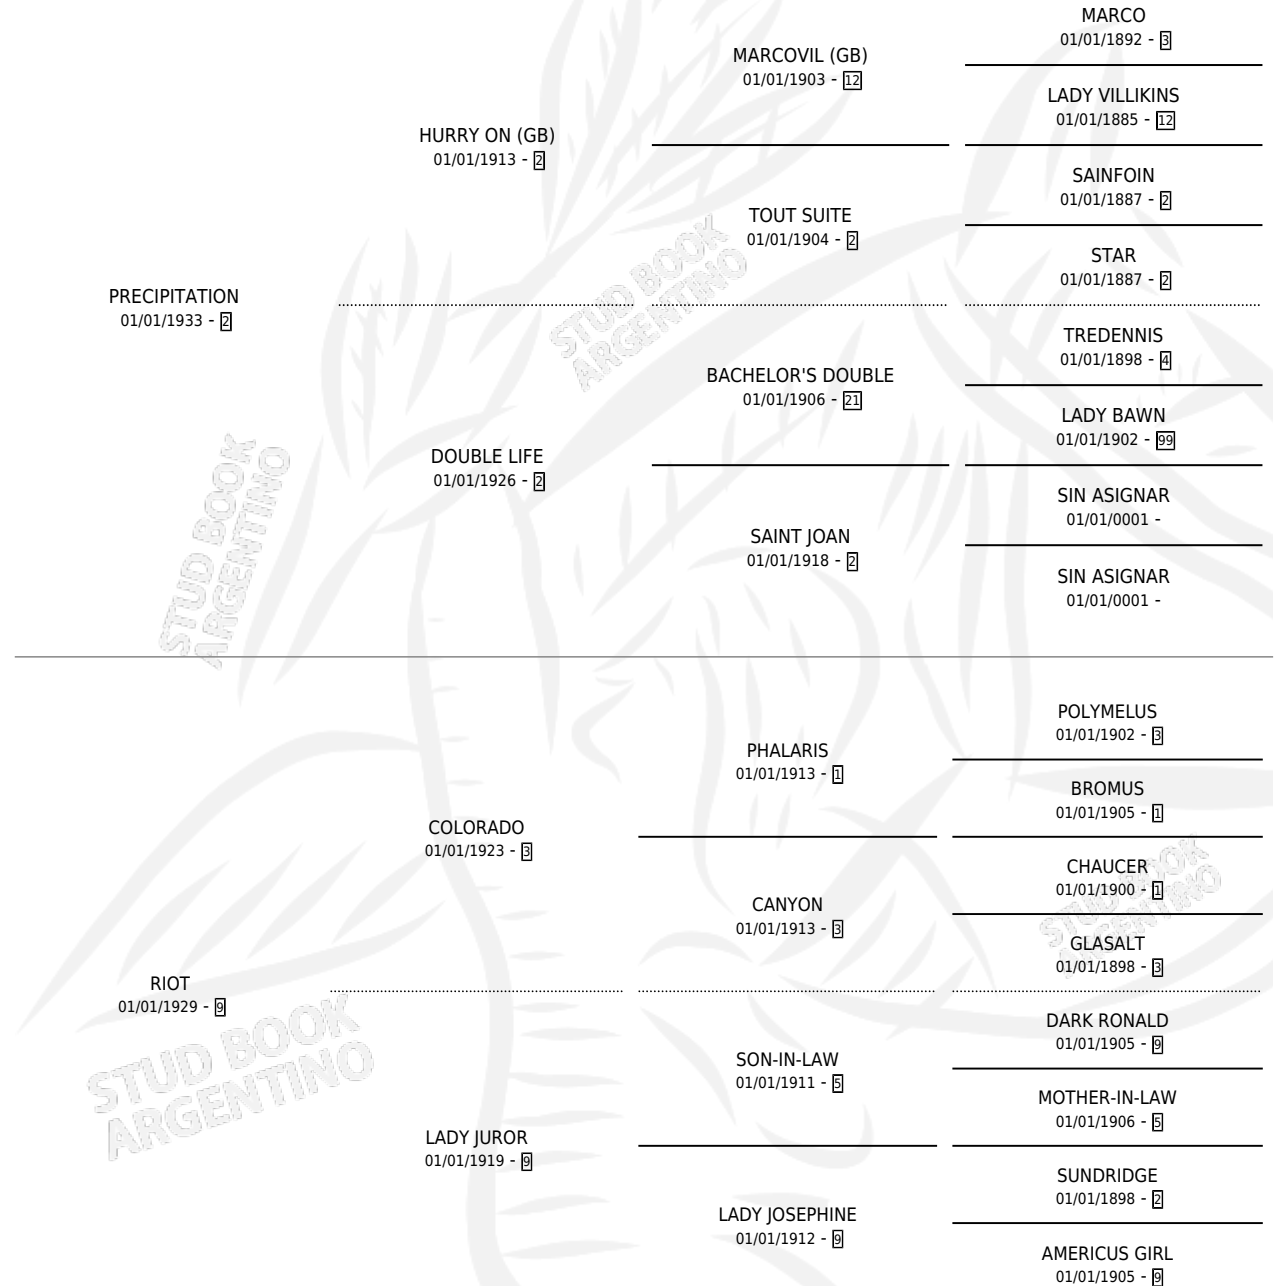 MARCO
01/01/1892 - 3
MARCOVIL (GB)
01/01/1903 - 12
LADY VILLIKINS
01/01/1885 - 12
HURRY ON (GB)
01/01/1913 - 2
SAINFOIN
01/01/1887 - 2
TOUT SUITE
01/01/1904 - 2
STAR
01/01/1887 - 2
PRECIPITATION
01/01/1933 - 2
TREDENNIS
01/01/1898 - 4
BACHELOR'S DOUBLE
01/01/1906 - 21
LADY BAWN
01/01/1902 - 99
DOUBLE LIFE
01/01/1926 - 2
SIN ASIGNAR
01/01/0001 -
SAINT JOAN
01/01/1918 - 2
SIN ASIGNAR
01/01/0001 -
POLYMELUS
01/01/1902 - 3
PHALARIS
01/01/1913 - 1
BROMUS
01/01/1905 - 1
COLORADO
01/01/1923 - 3
CHAUCER
01/01/1900 - 1
CANYON
01/01/1913 - 3
GLASALT
01/01/1898 - 3
RIOT
01/01/1929 - 9
DARK RONALD
01/01/1905 - 9
SON-IN-LAW
01/01/1911 - 5
MOTHER-IN-LAW
01/01/1906 - 5
LADY JUROR
01/01/1919 - 9
SUNDRIDGE
01/01/1898 - 2
LADY JOSEPHINE
01/01/1912 - 9
AMERICUS GIRL
01/01/1905 - 9
STUD BOOK
ARGENTINO
STUD BOOK
ARGENTINO
STUD BOOK
ARGENTINO
STUD BOOK
ARGENTINO